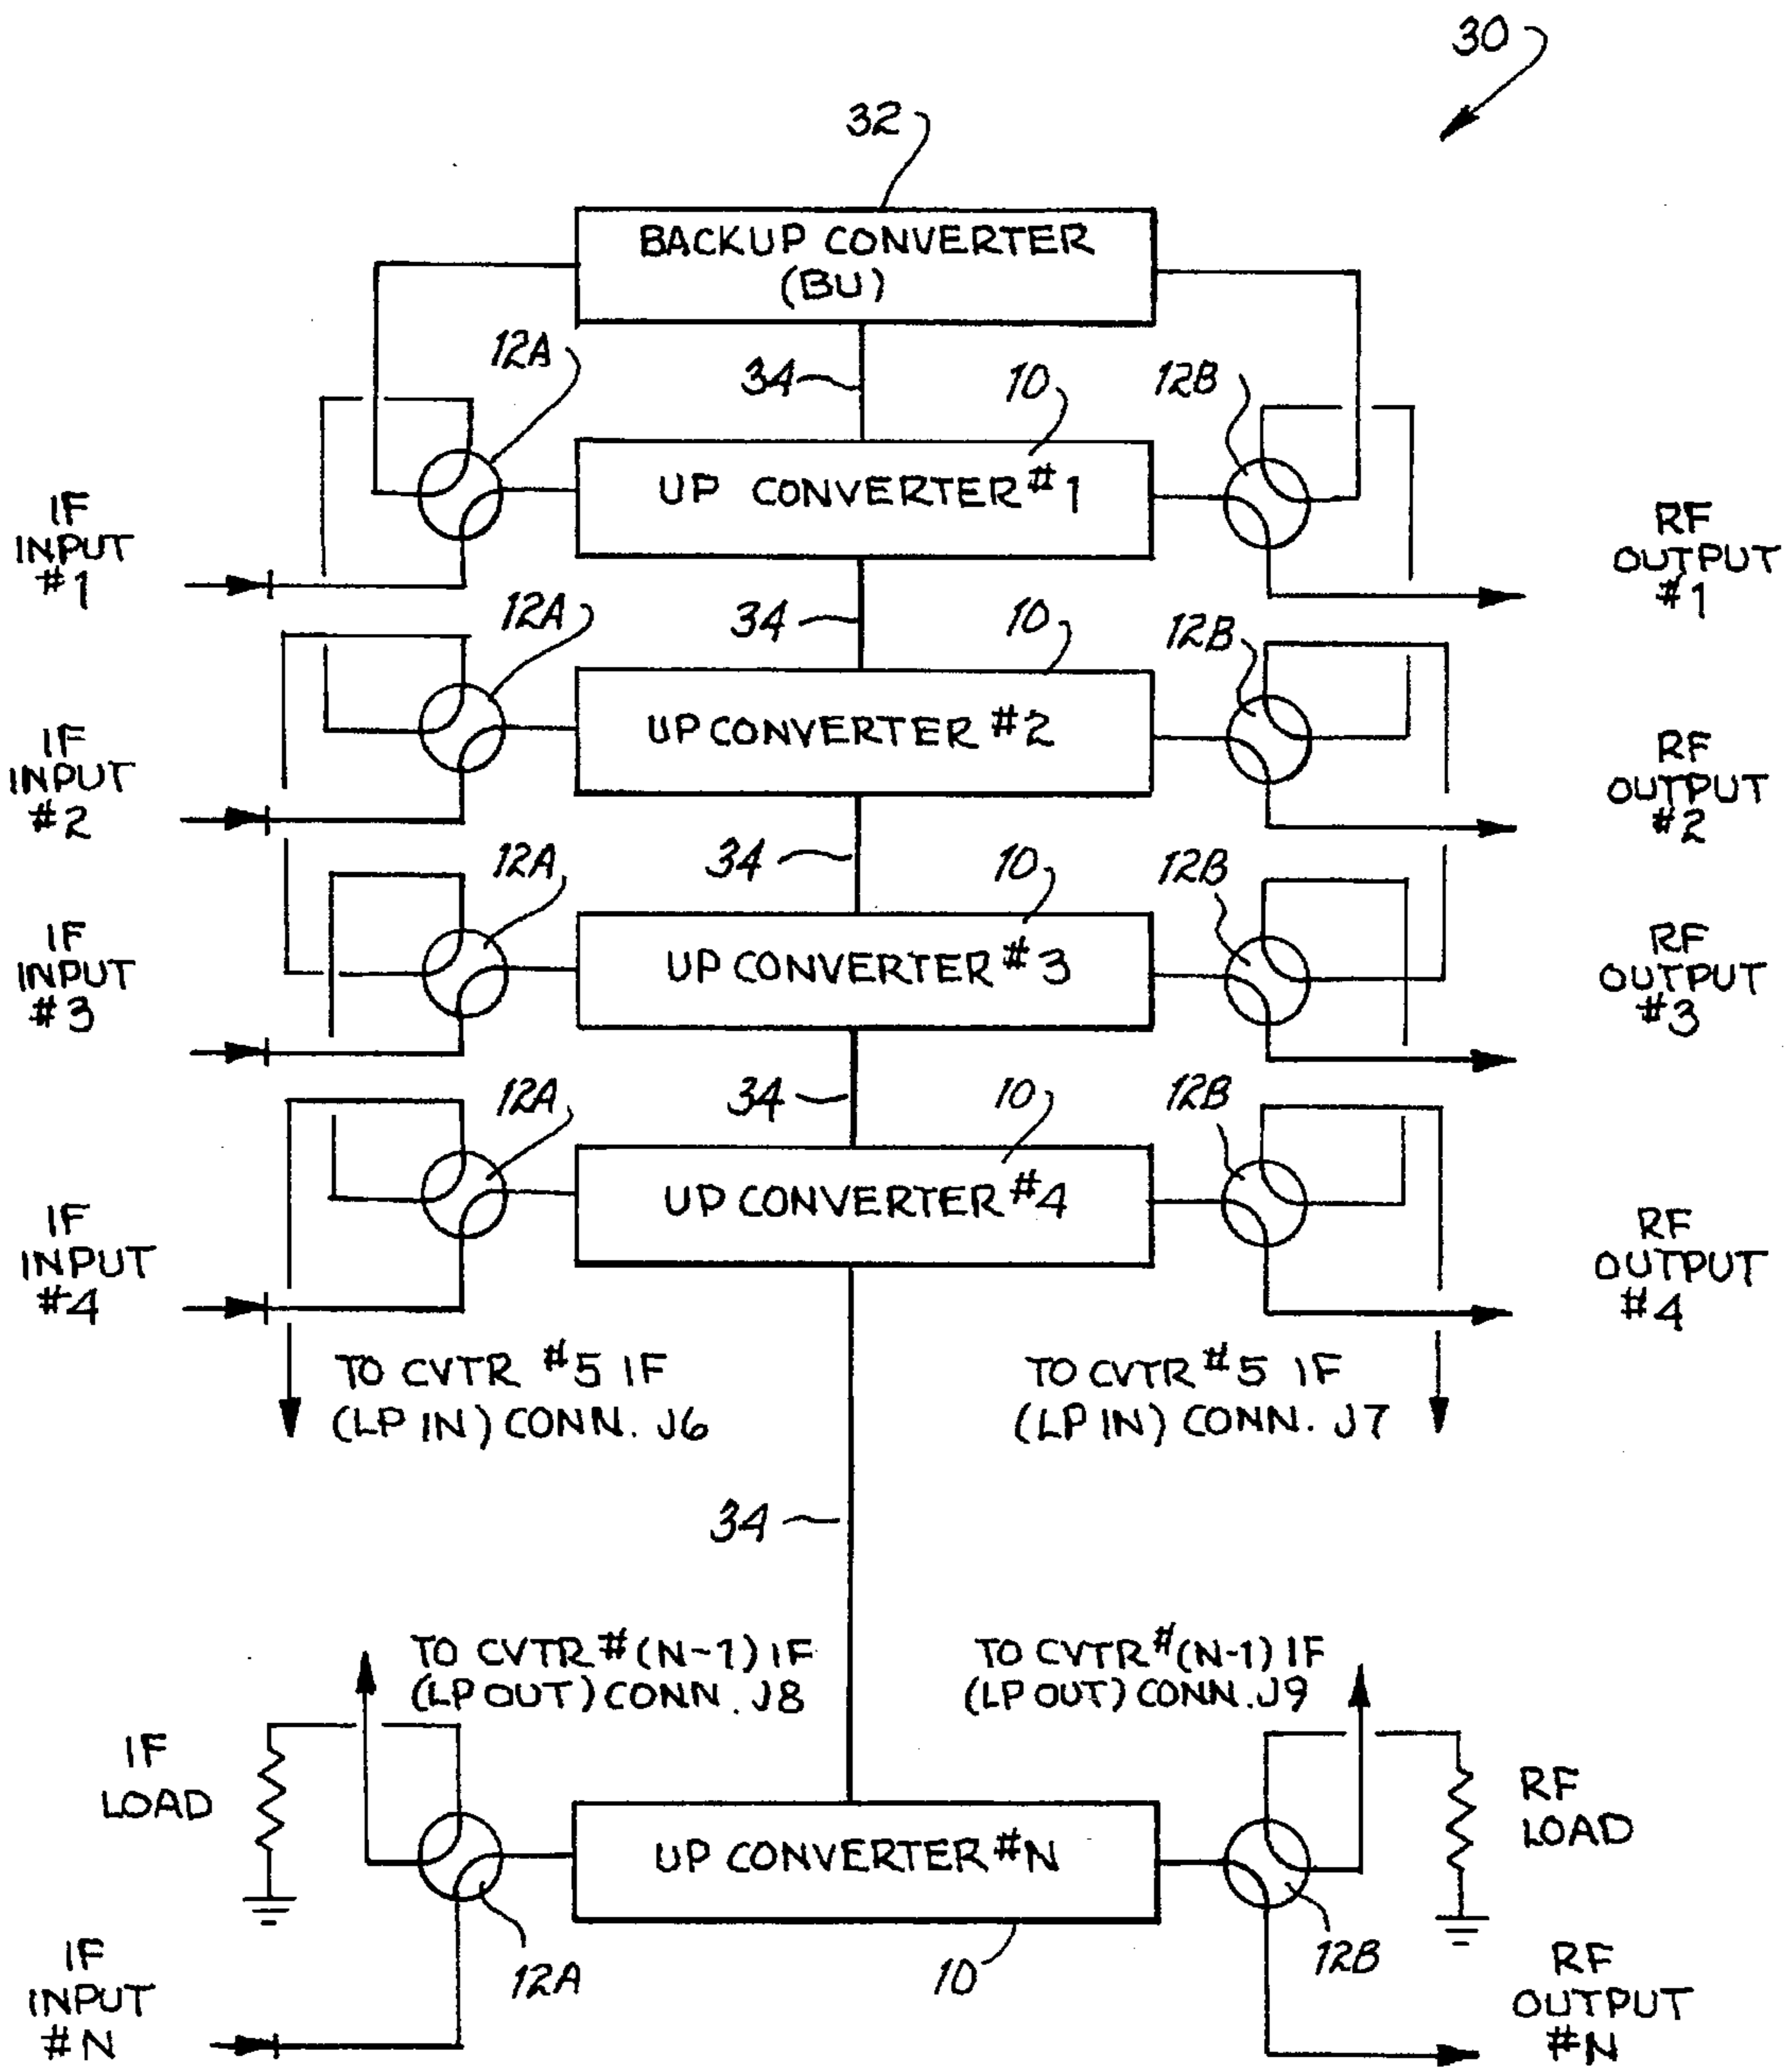 30
32
BACKUP CONVERTER
(BU)
12A
34
10
12B
UP CONVERTER #1
IF
INPUT
#1
RF
OUTPUT
#1
12A
34
10
12B
UP CONVERTER #2
IF
INPUT
#2
RF
OUTPUT
#2
12A
34
10
12B
UP CONVERTER #3
IF
INPUT
#3
RF
OUTPUT
#3
12A
34
10
12B
UP CONVERTER #4
IF
INPUT
#4
RF
OUTPUT
#4
TO CVTR #5 IF
(LP IN) CONN. J6
TO CVTR #5 IF
(LP IN) CONN. J7
34
TO CVTR #(N-1) IF
(LP OUT) CONN. J8
TO CVTR #(N-1) IF
(LP OUT) CONN. J9
IF
LOAD
UP CONVERTER #N
RF
LOAD
12A
10
12B
IF
INPUT
#N
RF
OUTPUT
#N